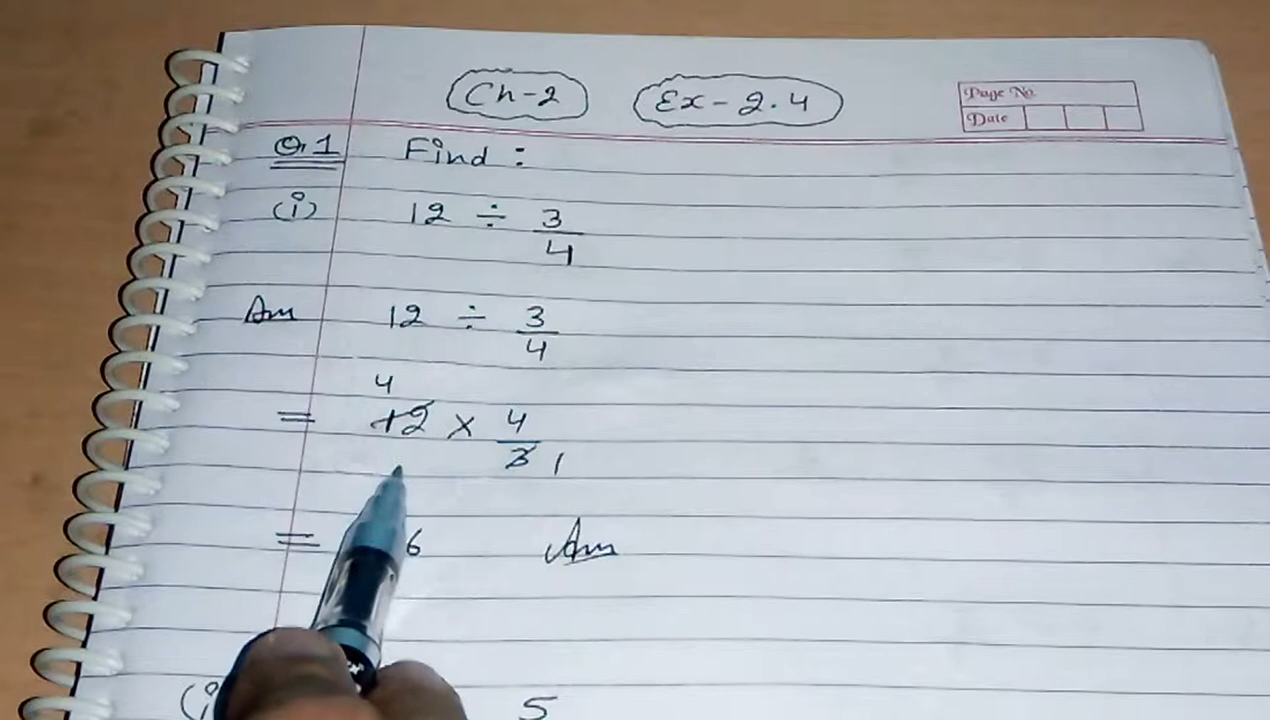 Ch-2 Ex-2.4
Page No.
Date
Q.1 Find:
(i) 12 ÷ 3/4
Ans 12 ÷ 3/4
4
= 12 × 4/3 1
= 6 Ans
(i 5